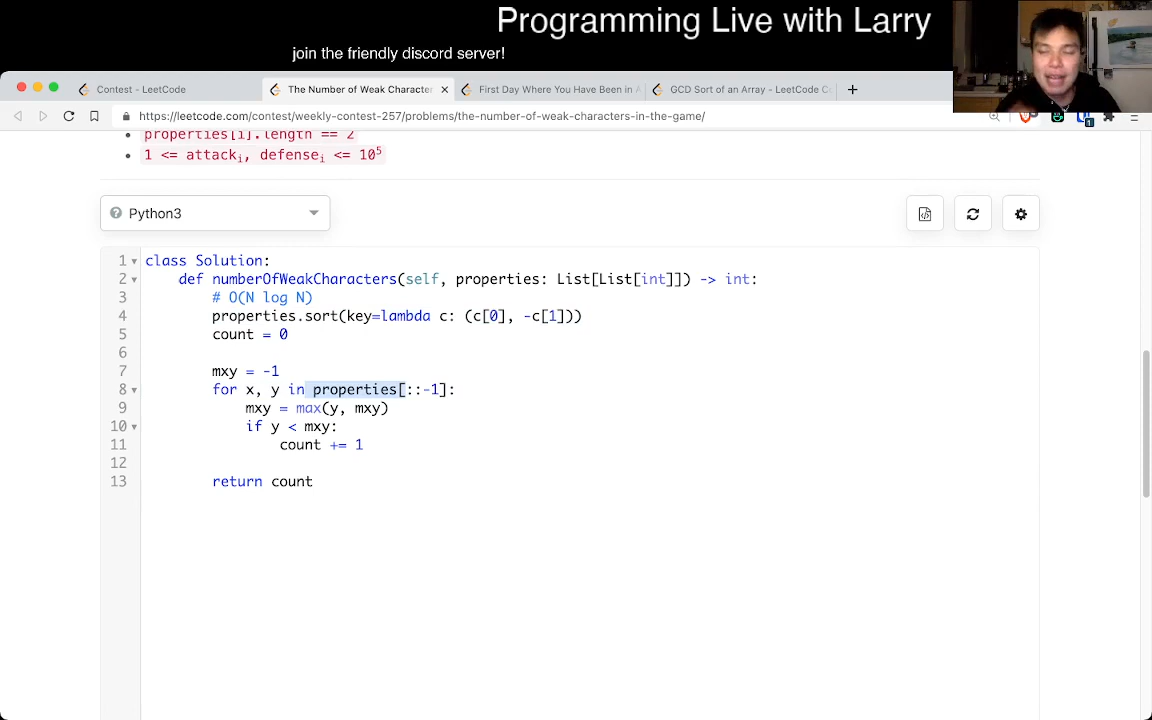 Programming Live with Larry
join the friendly discord server!
Contest - LeetCode
The Number of Weak Character
First Day Where You Have Been in A
GCD Sort of an Array - LeetCode C
https://leetcode.com/contest/weekly-contest-257/problems/the-number-of-weak-characters-in-the-game/
properties[i].length == 2
1 <= attacki, defensei <= 10^5
Python3
1 class Solution:
2 def numberOfWeakCharacters(self, properties: List[List[int]]) -> int:
3 # O(N log N)
4 properties.sort(key=lambda c: (c[0], -c[1]))
5 count = 0
6
7 mxy = -1
8 for x, y in properties[::-1]:
9 mxy = max(y, mxy)
10 if y < mxy:
11 count += 1
12
13 return count